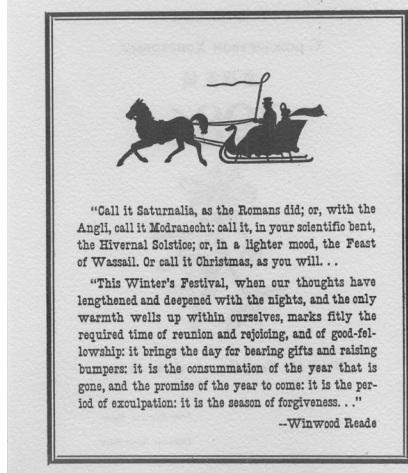 "Call it Saturnalia, as the Romans did; or, with the
Angli, call it Modranecht: call it, in your scientific bent,
the Hivernal Solstice; or, in a lighter mood, the Feast
of Wassail. Or call it Christmas, as you will. . .
"This Winter's Festival, when our thoughts have
lengthened and deepened with the nights, and the only
warmth wells up within ourselves, marks fitly the
required time of reunion and rejoicing, and of good-fel-
lowship: it brings the day for bearing gifts and raising
bumpers: it is the consummation of the year that is
gone, and the promise of the year to come: it is the per-
iod of exculpation: it is the season of forgiveness. . ."
--Winwood Reade